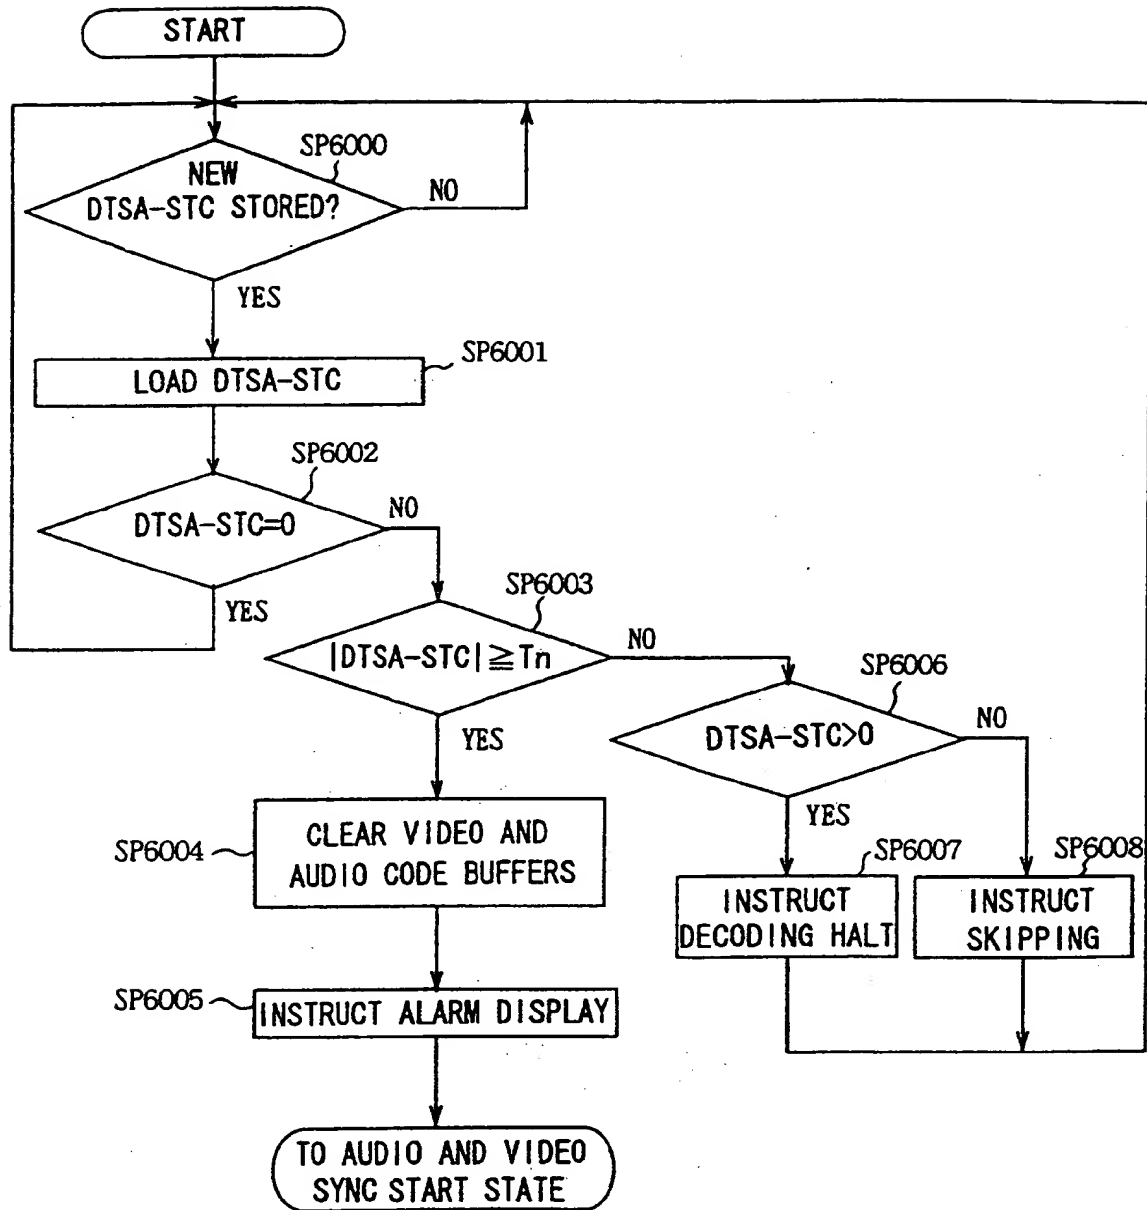 START
SP6000
NEW
DTSA-STC STORED?
NO
YES
SP6001
LOAD DTSA-STC
SP6002
DTSA-STC=0
NO
YES
SP6003
|DTSA-STC|≧Tn
NO
YES
SP6006
DTSA-STC>0
NO
YES
SP6004
CLEAR VIDEO AND
AUDIO CODE BUFFERS
SP6007
INSTRUCT
DECODING HALT
SP6008
INSTRUCT
SKIPPING
SP6005
INSTRUCT ALARM DISPLAY
TO AUDIO AND VIDEO
SYNC START STATE